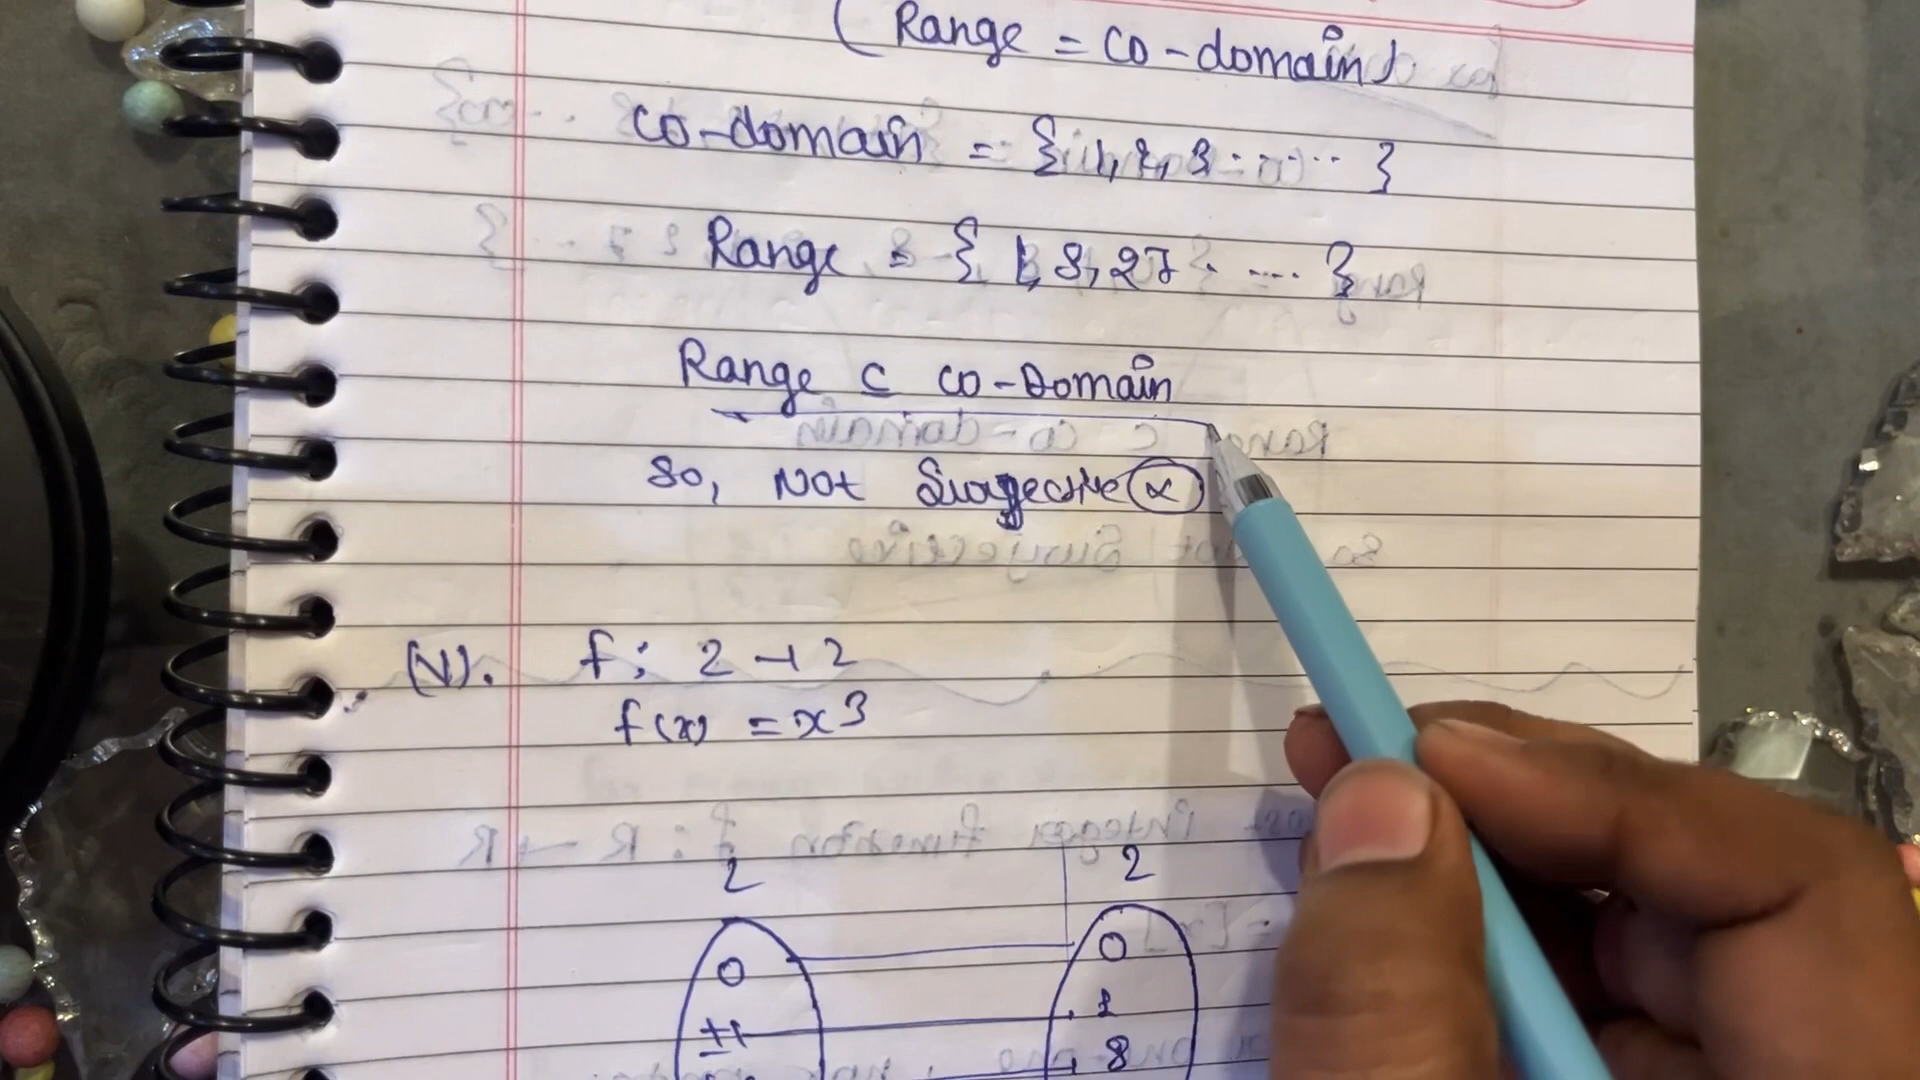 ( Range = co-domain)
co-domain = { 1, 2, 3 ...... }
Range = { 1, 8, 27 . .... }
Range ⊂ co-Domain
So, Not Surjective (x)
(V). f : Z → Z
f(x) = x3
Z Z
0 0
±1 1
8